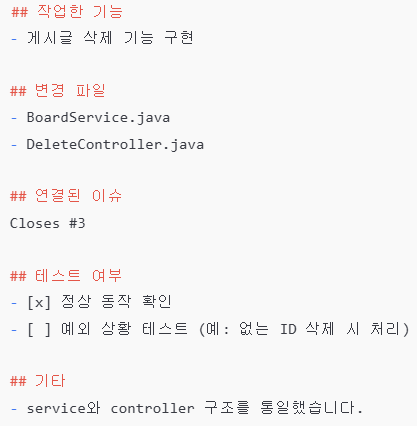 ## 작업한 기능
- 게시글 삭제 기능 구현
## 변경 파일
- BoardService.java
- DeleteController.java
## 연결된 이슈
Closes #3
## 테스트 여부
- [x] 정상 동작 확인
- [ ] 예외 상황 테스트 (예: 없는 ID 삭제 시 처리)
## 기타
- service와 controller 구조를 통일했습니다.